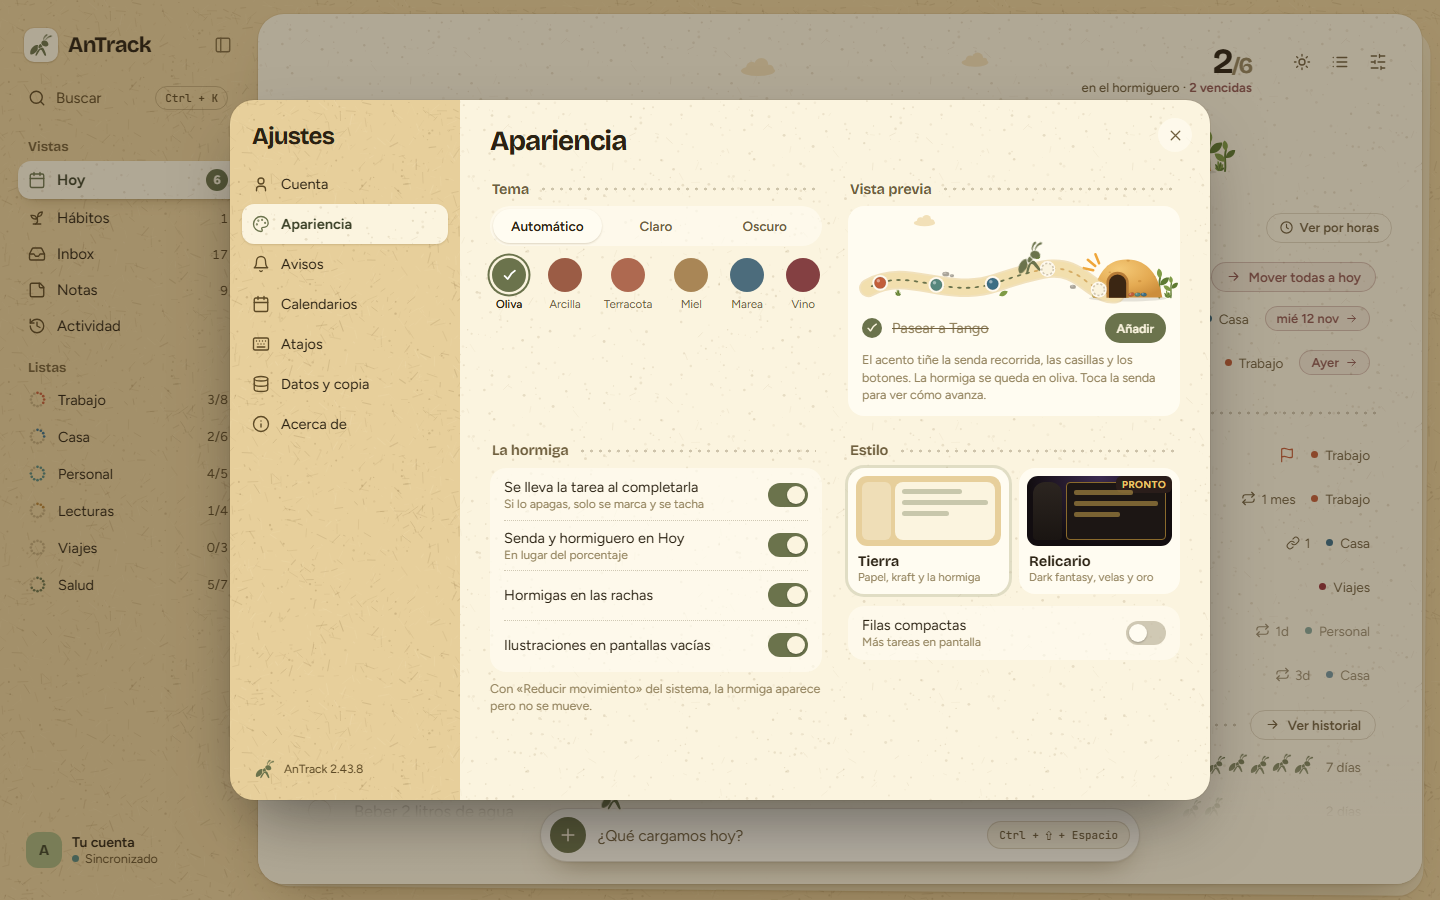 AnTrack
Buscar
Ctrl + K
Vistas
Hoy
6
Hábitos
1
Inbox
17
Notas
9
Actividad
Listas
Trabajo
3/8
Casa
2/6
Personal
4/5
Lecturas
1/4
Viajes
0/3
Salud
5/7
A
Tu cuenta
Sincronizado
2/6
en el hormiguero · 2 vencidas
Ver por horas
Mover todas a hoy
Casa
mié 12 nov
Trabajo
Ayer
Trabajo
1 mes
Trabajo
1
Casa
Viajes
1d
Personal
3d
Casa
Ver historial
7 días
2 días
Beber 2 litros de agua
¿Qué cargamos hoy?
Ctrl + ⇧ + Espacio
Ajustes
Cuenta
Apariencia
Avisos
Calendarios
Atajos
Datos y copia
Acerca de
AnTrack 2.43.8
Apariencia
Tema
Automático
Claro
Oscuro
Oliva
Arcilla
Terracota
Miel
Marea
Vino
Vista previa
Pasear a Tango
Añadir
El acento tiñe la senda recorrida, las casillas y los
botones. La hormiga se queda en oliva. Toca la senda
para ver cómo avanza.
La hormiga
Se lleva la tarea al completarla
Si lo apagas, solo se marca y se tacha
Senda y hormiguero en Hoy
En lugar del porcentaje
Hormigas en las rachas
Ilustraciones en pantallas vacías
Con «Reducir movimiento» del sistema, la hormiga aparece
pero no se mueve.
Estilo
Tierra
Papel, kraft y la hormiga
PRONTO
Relicario
Dark fantasy, velas y oro
Filas compactas
Más tareas en pantalla